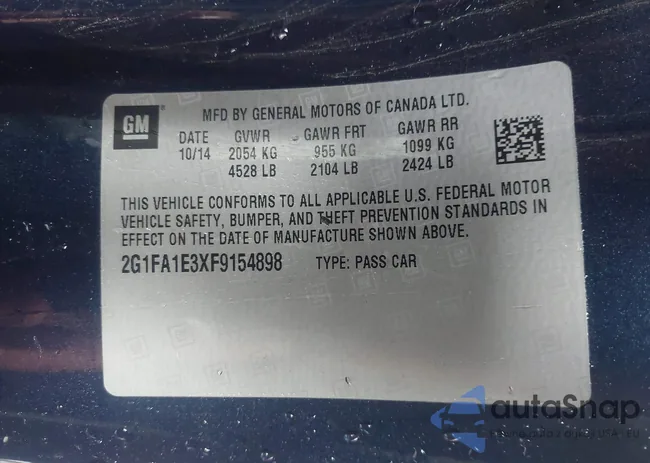 GM
MFD BY GENERAL MOTORS OF CANADA LTD.
DATE GVWR GAWR FRT GAWR RR
10/14 2054 KG 955 KG 1099 KG
4528 LB 2104 LB 2424 LB
THIS VEHICLE CONFORMS TO ALL APPLICABLE U.S. FEDERAL MOTOR
VEHICLE SAFETY, BUMPER, AND THEFT PREVENTION STANDARDS IN
EFFECT ON THE DATE OF MANUFACTURE SHOWN ABOVE.
2G1FA1E3XF9154898 TYPE: PASS CAR
autaSnap